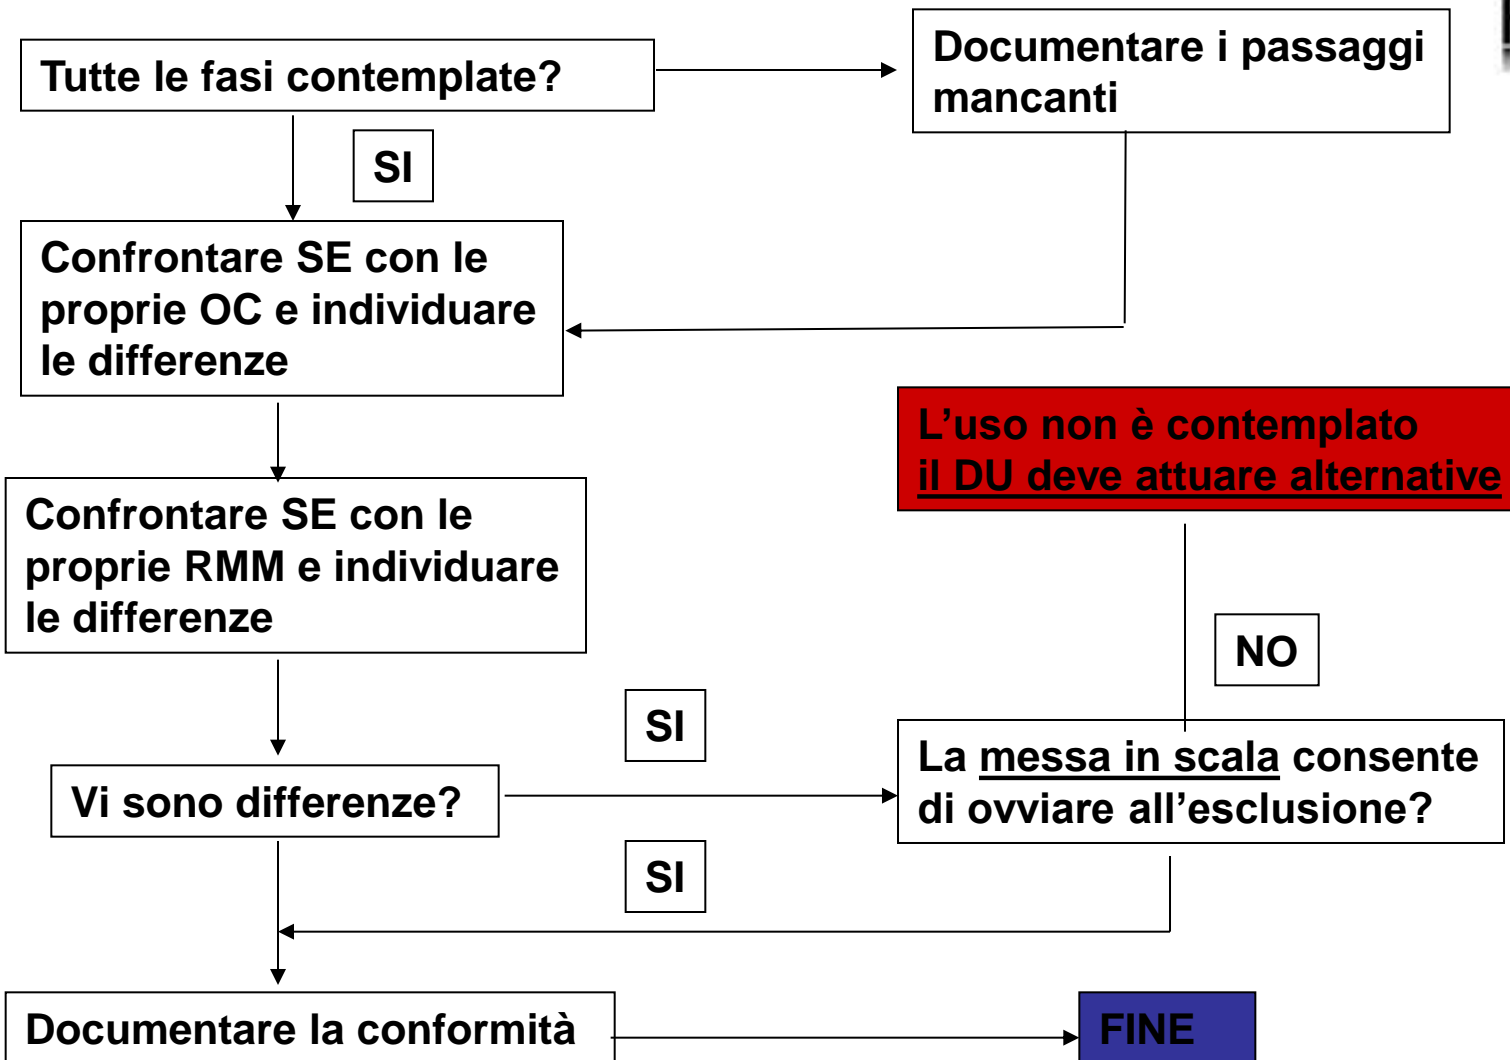 Tutte le fasi contemplate?
Documentare i passaggi
mancanti
SI
Confrontare SE con le
proprie OC e individuare
le differenze
L’uso non è contemplato
il DU deve attuare alternative
Confrontare SE con le
proprie RMM e individuare
le differenze
NO
SI
Vi sono differenze?
La messa in scala consente
di ovviare all’esclusione?
SI
Documentare la conformità
FINE